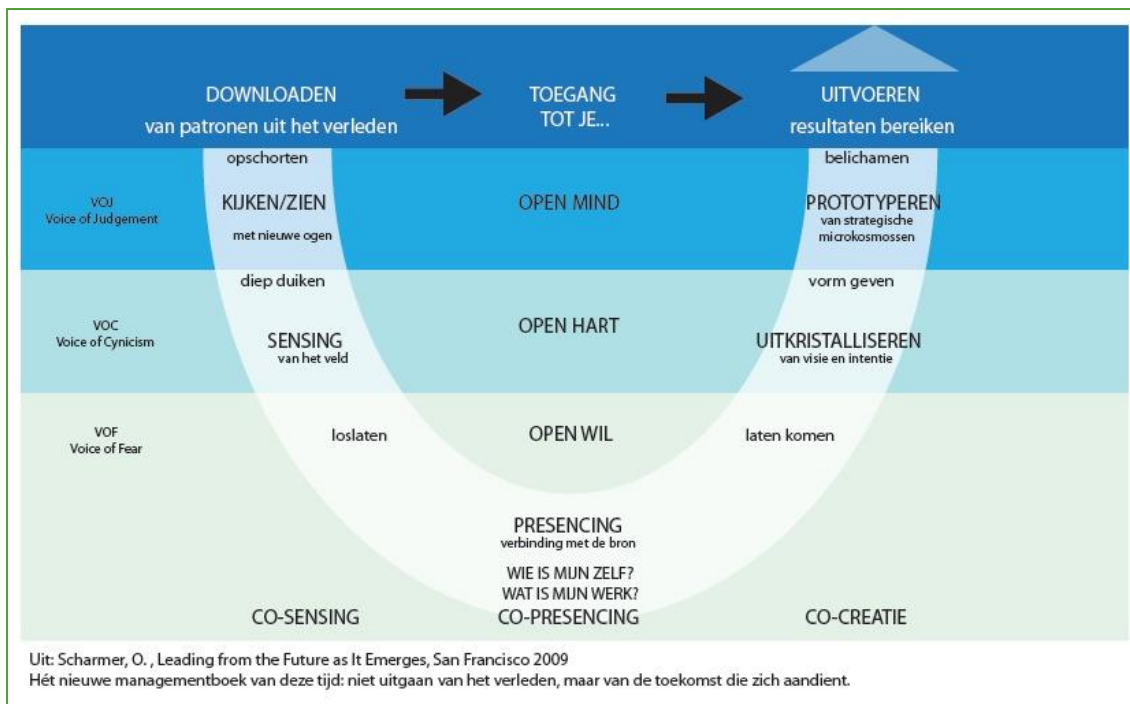 DOWNLOADEN
van patronen uit het verleden
TOEGANG
TOT JE...
UITVOEREN
resultaten bereiken
opschorten
belichamen
VOJ
Voice of Judgement
KIJKEN/ZIEN
met nieuwe ogen
OPEN MIND
PROTOTYPEREN
van strategische
microkosmossen
diep duiken
vorm geven
VOC
Voice of Cynicism
SENSING
van het veld
OPEN HART
UITKRISTALLISEREN
van visie en intentie
VOF
Voice of Fear
loslaten
OPEN WIL
laten komen
PRESENCING
verbinding met de bron
WIE IS MIJN ZELF?
WAT IS MIJN WERK?
CO-SENSING
CO-PRESENCING
CO-CREATIE
Uit: Scharmer, O. , Leading from the Future as It Emerges, San Francisco 2009
Hét nieuwe managementboek van deze tijd: niet uitgaan van het verleden, maar van de toekomst die zich aandient.